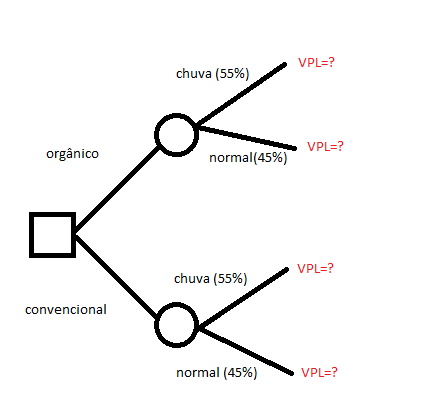 chuva (55%)
VPL=?
orgânico
normal(45%)
VPL=?
convencional
chuva (55%)
VPL=?
normal (45%)
VPL=?